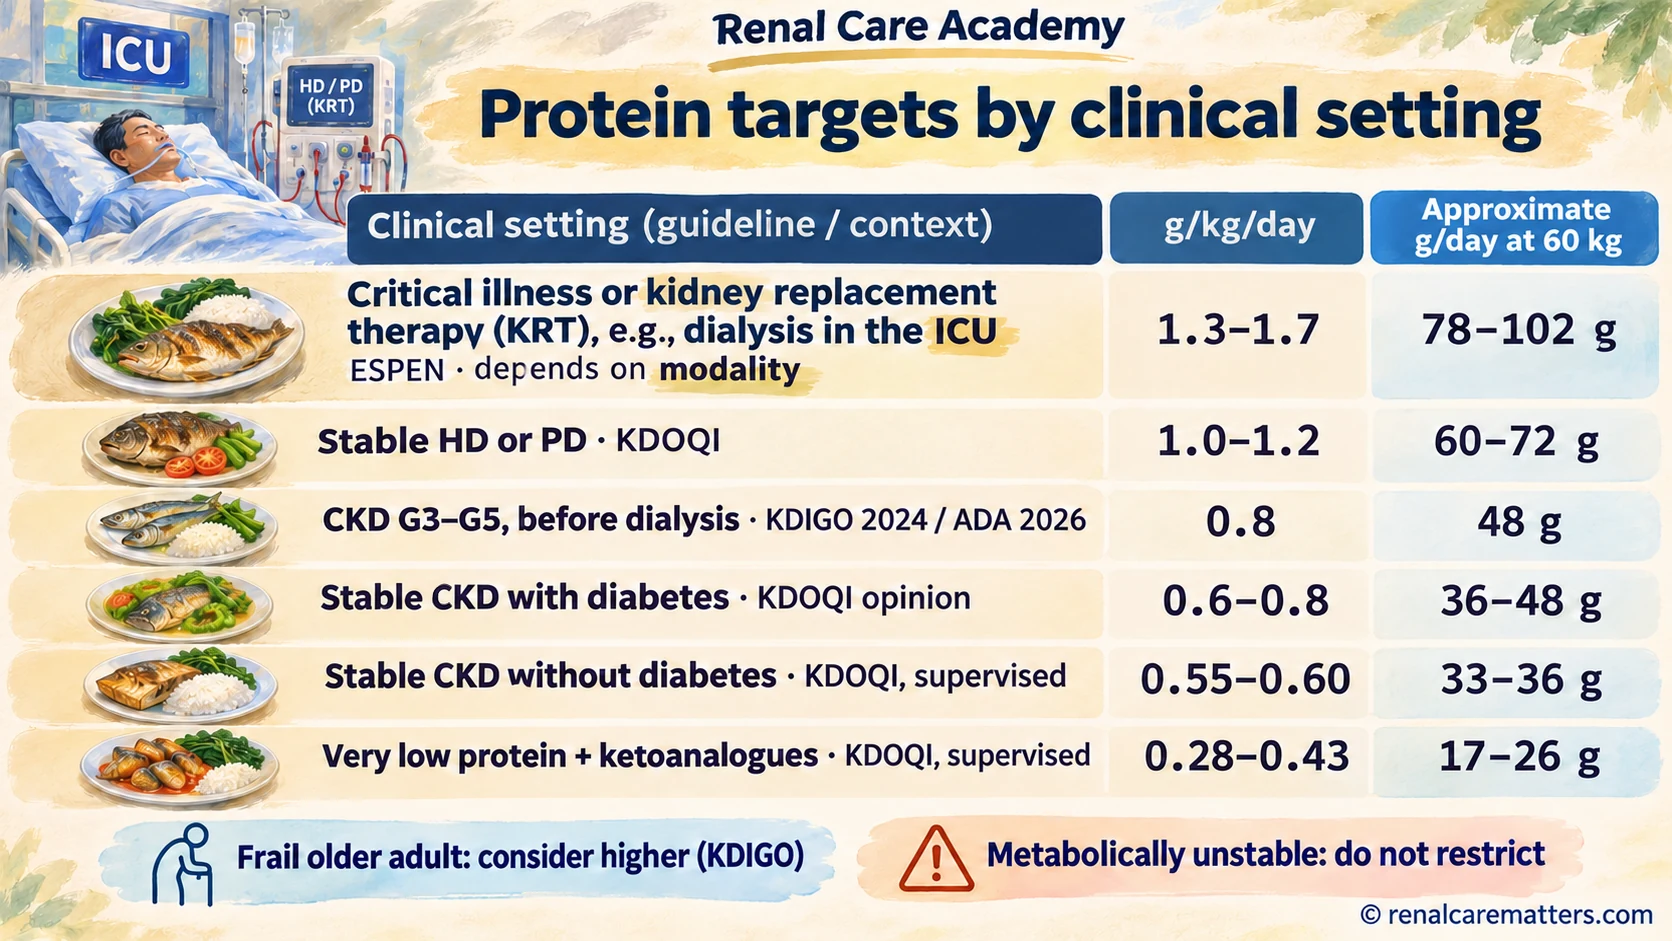 Renal Care Academy
Protein targets by clinical setting
ICU
HD / PD
(KRT)
Clinical setting (guideline / context)
g/kg/day
Approximate
g/day at 60 kg
Critical illness or kidney replacement
therapy (KRT), e.g., dialysis in the ICU
ESPEN · depends on modality
1.3–1.7
78–102 g
Stable HD or PD · KDOQI
1.0–1.2
60–72 g
CKD G3–G5, before dialysis · KDIGO 2024 / ADA 2026
0.8
48 g
Stable CKD with diabetes · KDOQI opinion
0.6–0.8
36–48 g
Stable CKD without diabetes · KDOQI, supervised
0.55–0.60
33–36 g
Very low protein + ketoanalogues · KDOQI, supervised
0.28–0.43
17–26 g
Frail older adult: consider higher (KDIGO)
Metabolically unstable: do not restrict
© renalcarematters.com